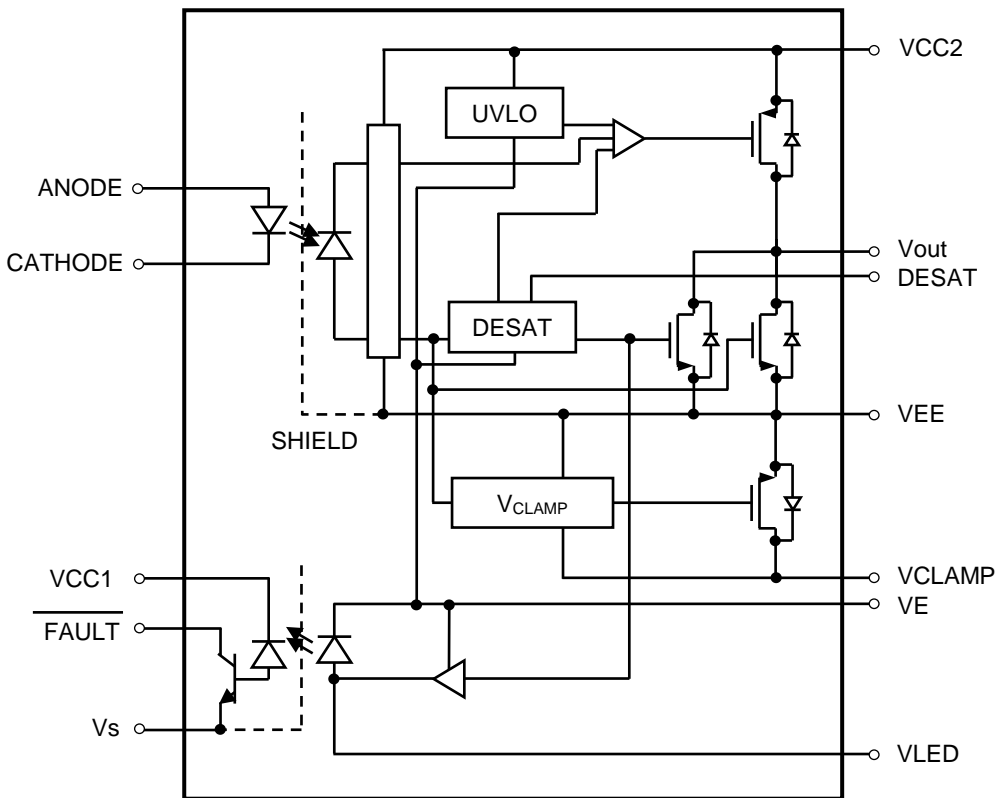 VCC2
UVLO
ANODE
CATHODE
Vout
DESAT
DESAT
VEE
SHIELD
VCLAMP
VCC1
VCLAMP
VE
FAULT
Vs
VLED